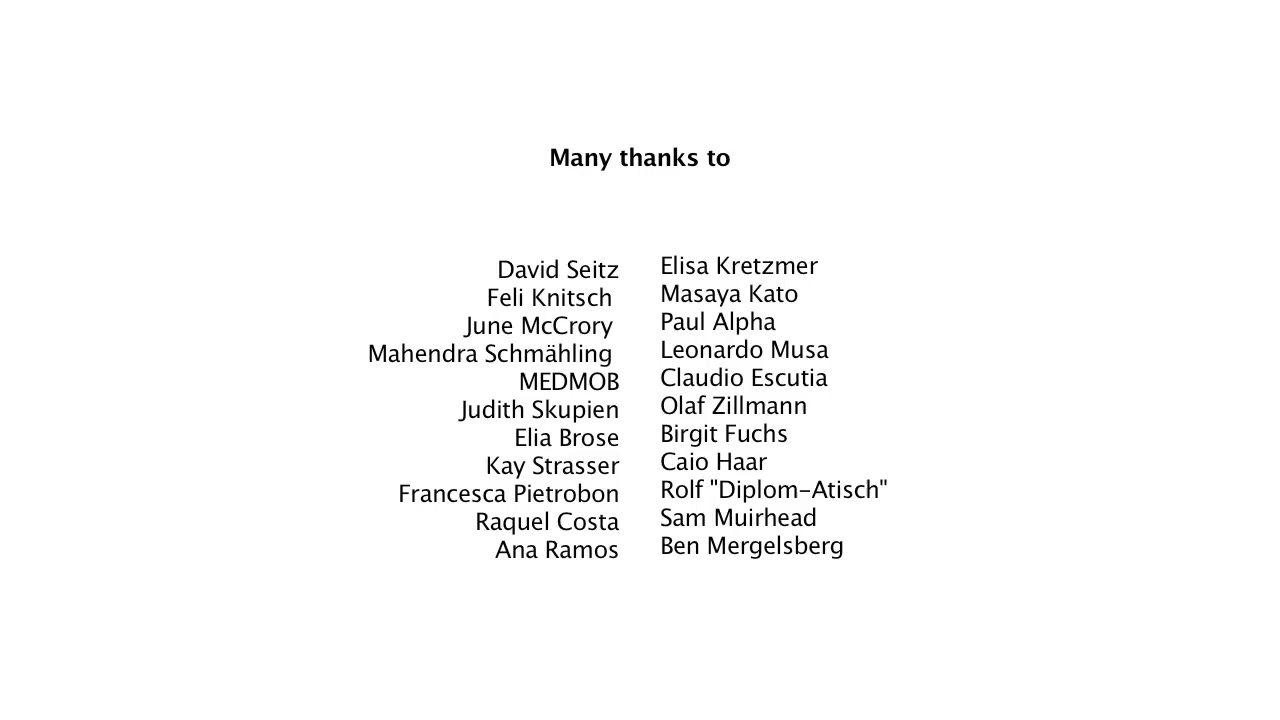 Many thanks to
David Seitz
Feli Knitsch
June McCrory
Mahendra Schmähling
MEDMOB
Judith Skupien
Elia Brose
Kay Strasser
Francesca Pietrobon
Raquel Costa
Ana Ramos
Elisa Kretzmer
Masaya Kato
Paul Alpha
Leonardo Musa
Claudio Escutia
Olaf Zillmann
Birgit Fuchs
Caio Haar
Rolf "Diplom-Atisch"
Sam Muirhead
Ben Mergelsberg